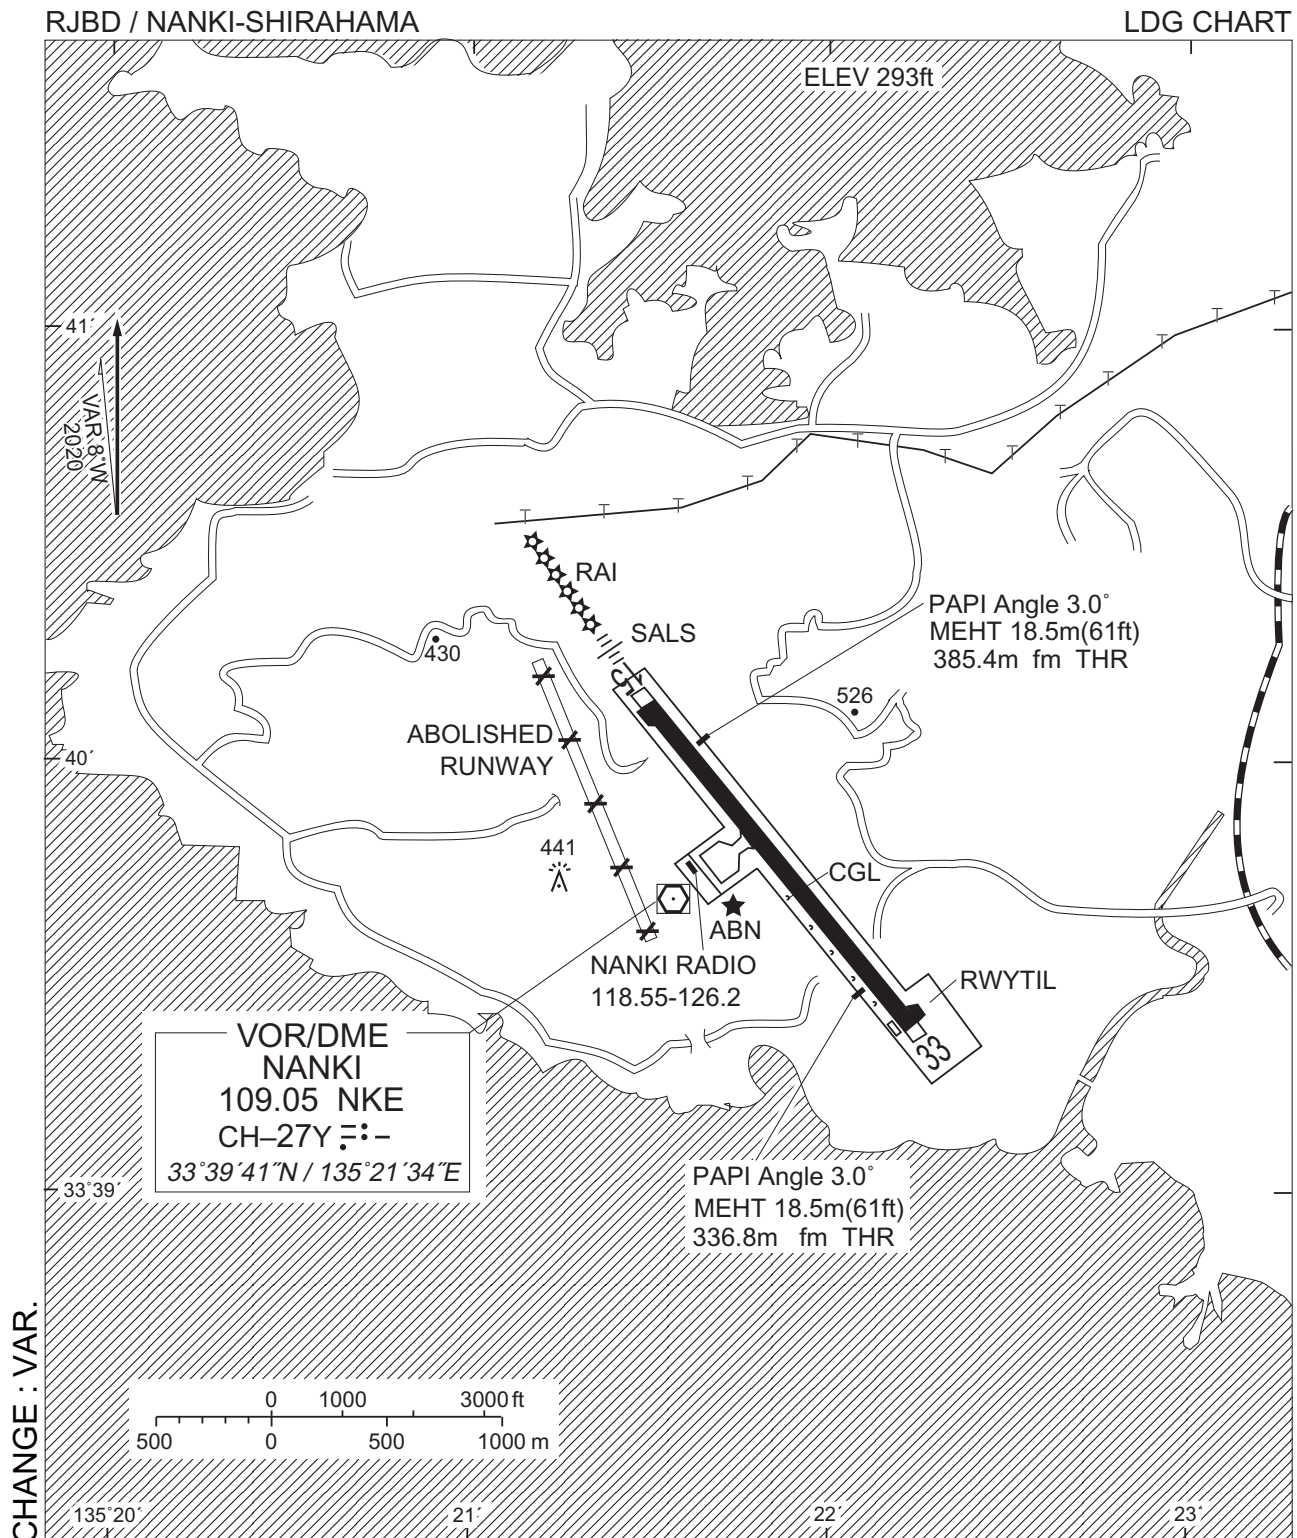 RJBD / NANKI-SHIRAHAMA
LDG CHART
ELEV 293ft
41´
VAR 8°W
2020
RAI
SALS
PAPI Angle 3.0°
MEHT 18.5m(61ft)
385.4m fm THR
430
15
526
ABOLISHED
RUNWAY
40´
441
CGL
ABN
NANKI RADIO
118.55-126.2
RWYTIL
33
VOR/DME
NANKI
109.05 NKE
CH–27Y
33°39´41˝N / 135°21´34˝E
33°39´
PAPI Angle 3.0°
MEHT 18.5m(61ft)
336.8m fm THR
CHANGE : VAR.
0 1000 3000 ft
500 0 500 1000 m
135°20´
21´
22´
23´